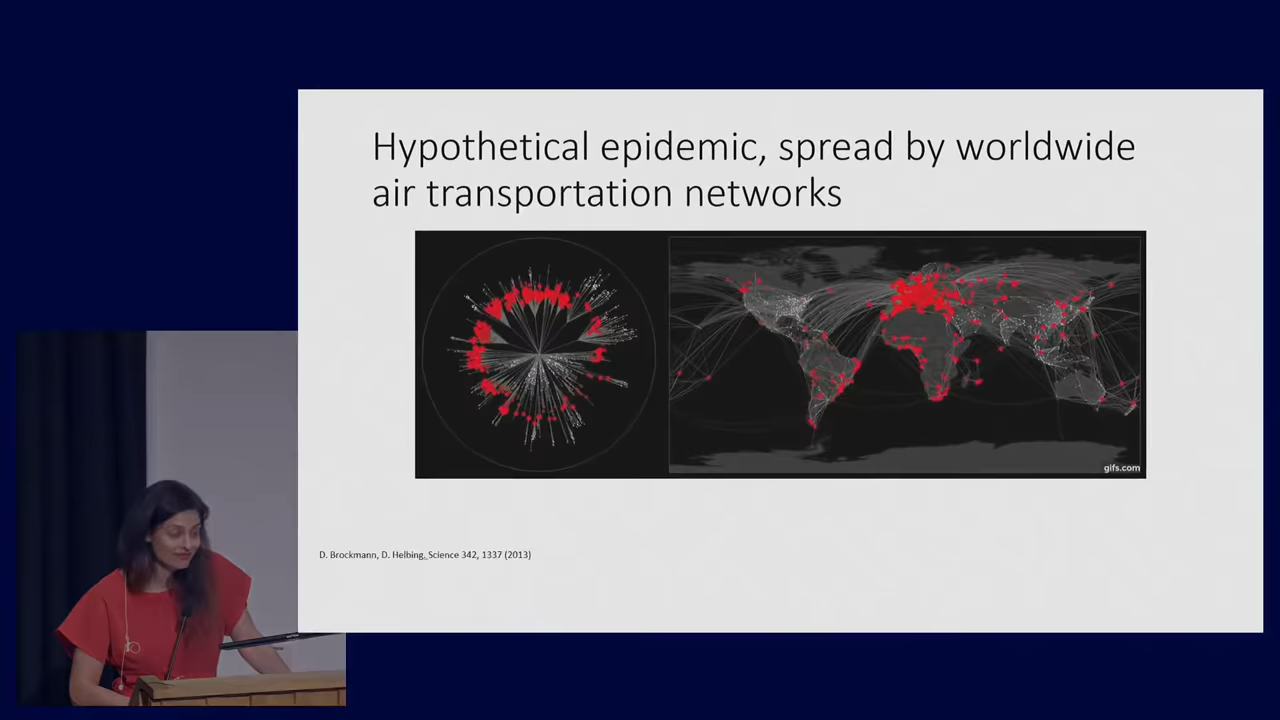 Hypothetical epidemic, spread by worldwide
air transportation networks
gifs.com
D. Brockmann, D. Helbing, Science 342, 1337 (2013)